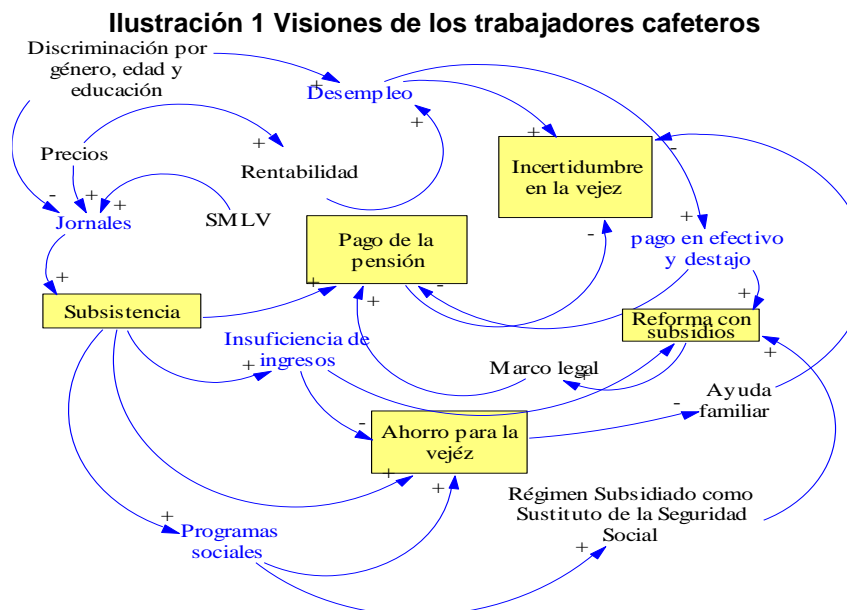 Ilustración 1 Visiones de los trabajadores cafeteros
Discriminación por
género, edad y
educación
+
Desempleo
+
+
+
Precios
Rentabilidad
-
+
+
Jornales
SMLV
Incertidumbre
en la vejez
-
-
+
pago en efectivo
y destajo
Pago de la
pensión
+
-
+
+
Subsistencia
+
Reforma con
subsidios
+
Insuficiencia de
ingresos
+
Marco legal
+
Ayuda
familiar
-
-
Ahorro para la
vejéz
+
+
Régimen Subsidiado como
Sustituto de la Seguridad
Social
+
Programas
sociales
+